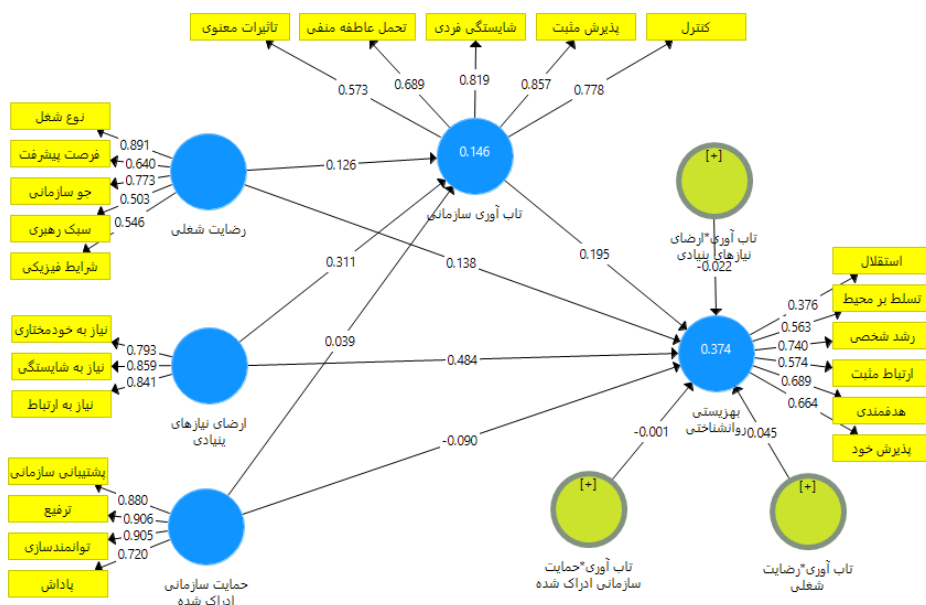 تاثیرات معنوی
تحمل عاطفه منفی
شایستگی فردی
پذیرش مثبت
کنترل
0.573
0.689
0.819
0.857
0.778
نوع شغل
فرصت پیشرفت
جو سازمانی
سبک رهبری
شرایط فیزیکی
0.891
0.640
0.773
0.503
0.546
رضایت شغلی
0.126
0.146
تاب آوری سازمانی
0.311
0.138
0.039
0.195
[+]
تاب آوری*ارضای
نیازهای بنیادی
-0.022
نیاز به خودمختاری
نیاز به شایستگی
نیاز به ارتباط
0.793
0.859
0.841
ارضای نیازهای
بنیادی
0.484
-0.090
0.374
بهزیستی
روانشناختی
استقلال
تسلط بر محیط
رشد شخصی
ارتباط مثبت
هدفمندی
پذیرش خود
0.376
0.563
0.740
0.574
0.689
0.664
پشتیبانی سازمانی
ترفیع
توانمندسازی
پاداش
0.880
0.906
0.905
0.720
حمایت سازمانی
ادراک شده
-0.001
0.045
[+]
تاب آوری*حمایت
سازمانی ادراک شده
[+]
تاب آوری*رضایت
شغلی